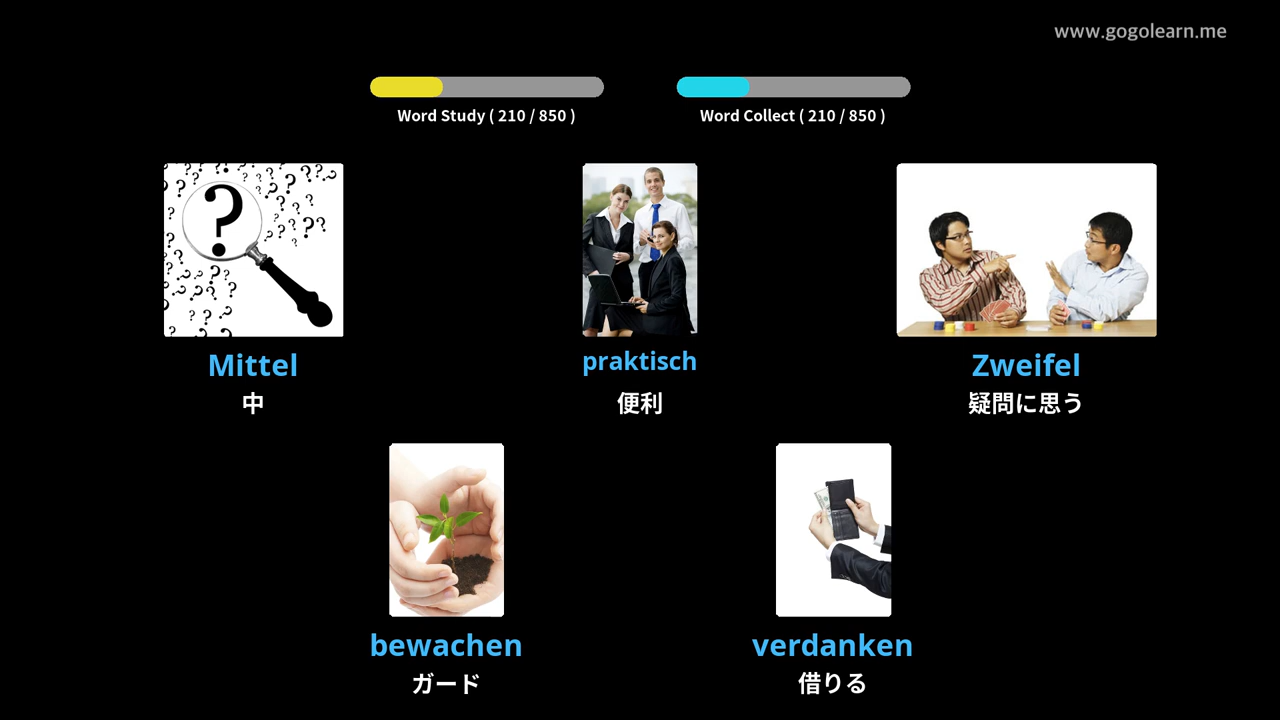 www.gogolearn.me
Word Study ( 210 / 850 )
Word Collect ( 210 / 850 )
Mittel
中
praktisch
便利
Zweifel
疑問に思う
bewachen
ガード
verdanken
借りる